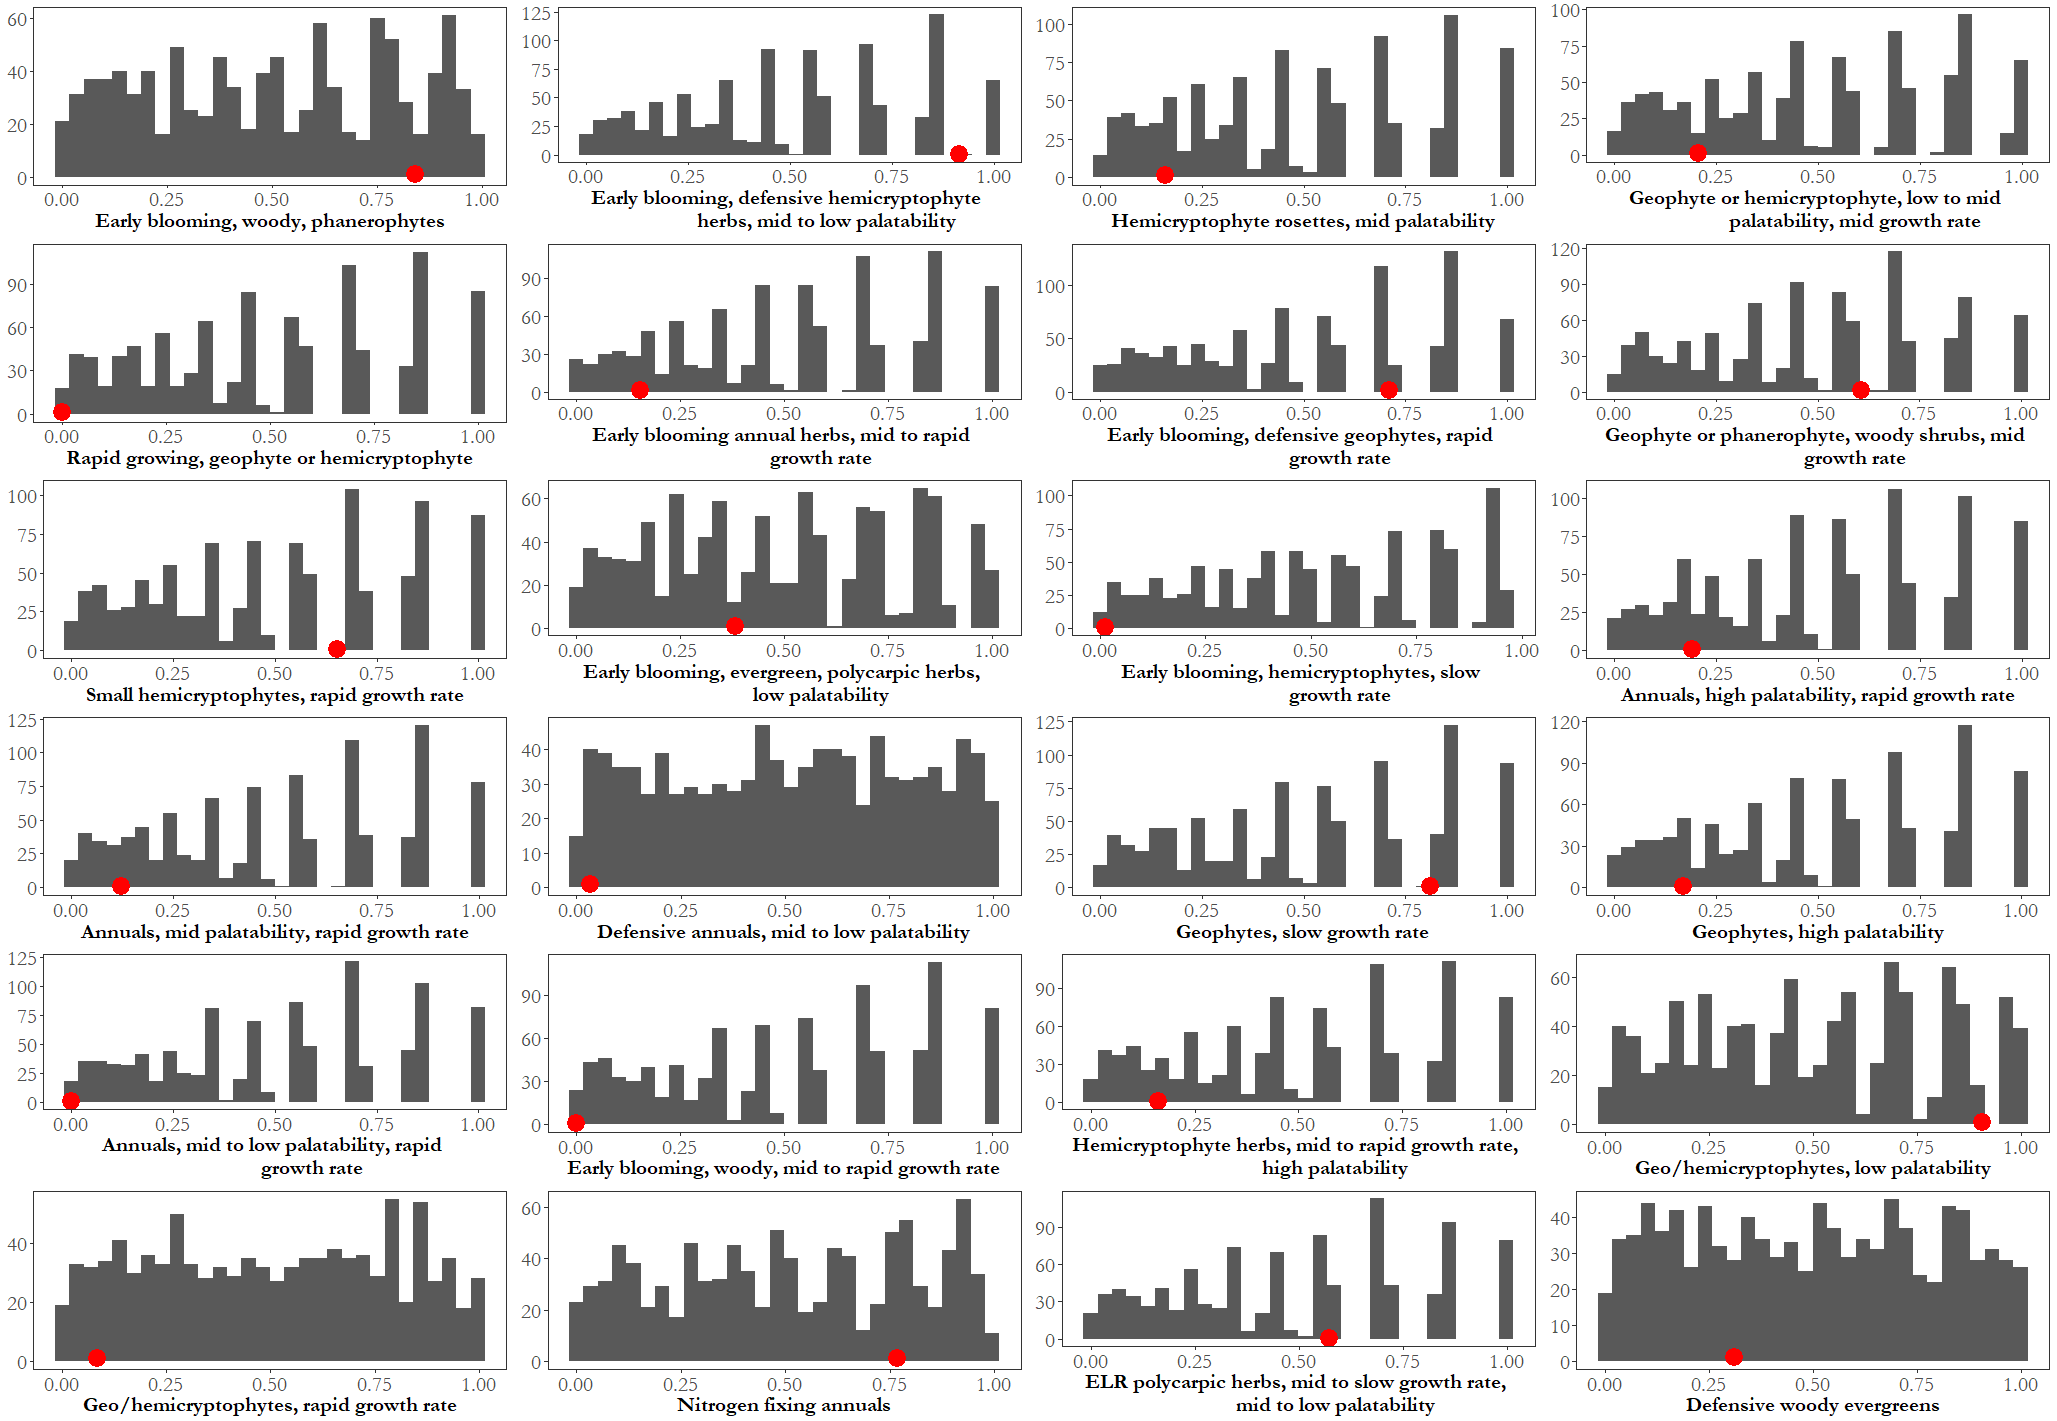 60
40
20
0
0.00 0.25 0.50 0.75 1.00
Early blooming, woody, phanerophytes
125
100
75
50
25
0
0.00 0.25 0.50 0.75 1.00
Early blooming, defensive hemicryptophyte
herbs, mid to low palatability
100
75
50
25
0
0.00 0.25 0.50 0.75 1.00
Hemicryptophyte rosettes, mid palatability
100
75
50
25
0
0.00 0.25 0.50 0.75 1.00
Geophyte or hemicryptophyte, low to mid
palatability, mid growth rate
90
60
30
0
0.00 0.25 0.50 0.75 1.00
Rapid growing, geophyte or hemicryptophyte
90
60
30
0
0.00 0.25 0.50 0.75 1.00
Early blooming annual herbs, mid to rapid
growth rate
100
50
0
0.00 0.25 0.50 0.75 1.00
Early blooming, defensive geophytes, rapid
growth rate
120
90
60
30
0
0.00 0.25 0.50 0.75 1.00
Geophyte or phanerophyte, woody shrubs, mid
growth rate
100
75
50
25
0
0.00 0.25 0.50 0.75 1.00
Small hemicryptophytes, rapid growth rate
60
40
20
0
0.00 0.25 0.50 0.75 1.00
Early blooming, evergreen, polycarpic herbs,
low palatability
100
75
50
25
0
0.00 0.25 0.50 0.75 1.00
Early blooming, hemicryptophytes, slow
growth rate
100
75
50
25
0
0.00 0.25 0.50 0.75 1.00
Annuals, high palatability, rapid growth rate
125
100
75
50
25
0
0.00 0.25 0.50 0.75 1.00
Annuals, mid palatability, rapid growth rate
40
30
20
10
0
0.00 0.25 0.50 0.75 1.00
Defensive annuals, mid to low palatability
125
100
75
50
25
0
0.00 0.25 0.50 0.75 1.00
Geophytes, slow growth rate
120
90
60
30
0
0.00 0.25 0.50 0.75 1.00
Geophytes, high palatability
125
100
75
50
25
0
0.00 0.25 0.50 0.75 1.00
Annuals, mid to low palatability, rapid
growth rate
90
60
30
0
0.00 0.25 0.50 0.75 1.00
Early blooming, woody, mid to rapid growth rate
90
60
30
0
0.00 0.25 0.50 0.75 1.00
Hemicryptophyte herbs, mid to rapid growth rate,
high palatability
60
40
20
0
0.00 0.25 0.50 0.75 1.00
Geo/hemicryptophytes, low palatability
40
20
0
0.00 0.25 0.50 0.75 1.00
Geo/hemicryptophytes, rapid growth rate
60
40
20
0
0.00 0.25 0.50 0.75 1.00
Nitrogen fixing annuals
90
60
30
0
0.00 0.25 0.50 0.75 1.00
ELR polycarpic herbs, mid to slow growth rate,
mid to low palatability
40
30
20
10
0
0.00 0.25 0.50 0.75 1.00
Defensive woody evergreens